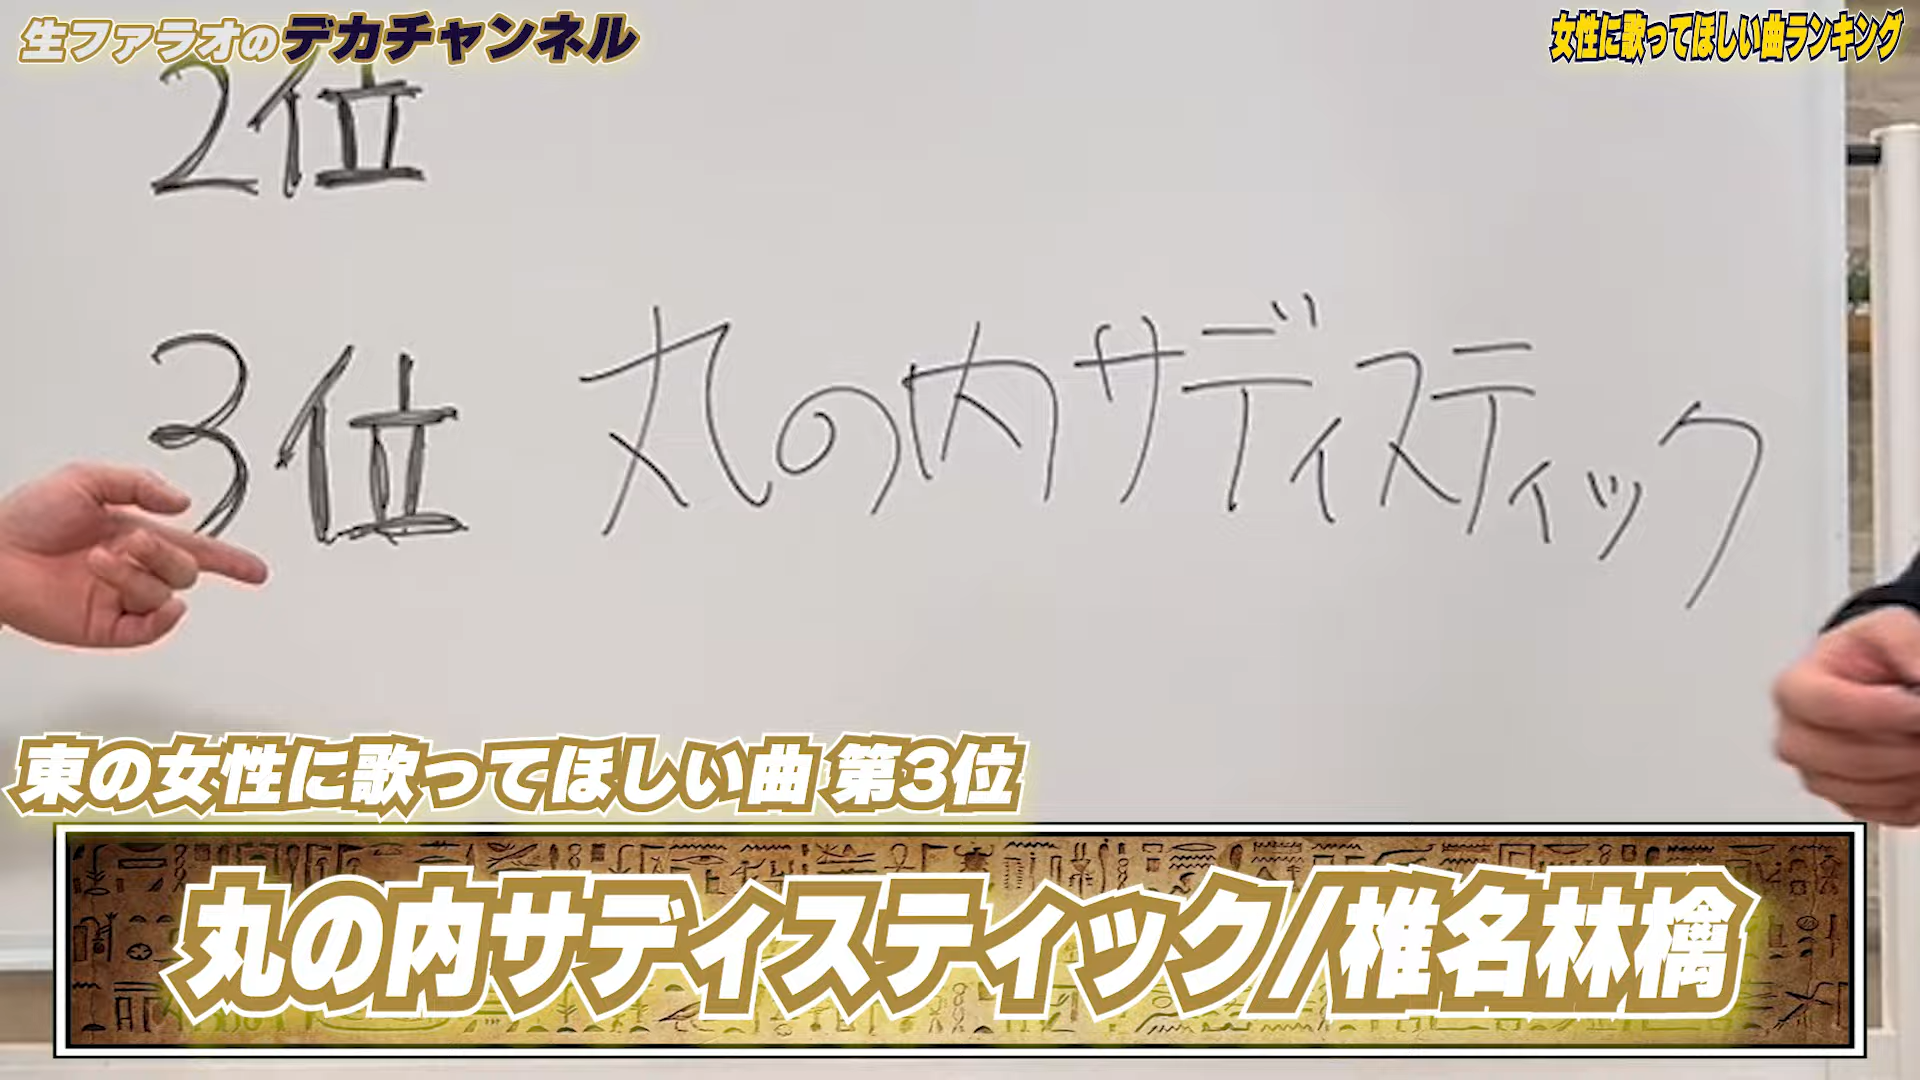 生ファラオのデカチャンネル
女性に歌ってほしい曲ランキング
2位
3位 丸の内サディスティック
東の女性に歌ってほしい曲 第3位
丸の内サディスティック/椎名林檎